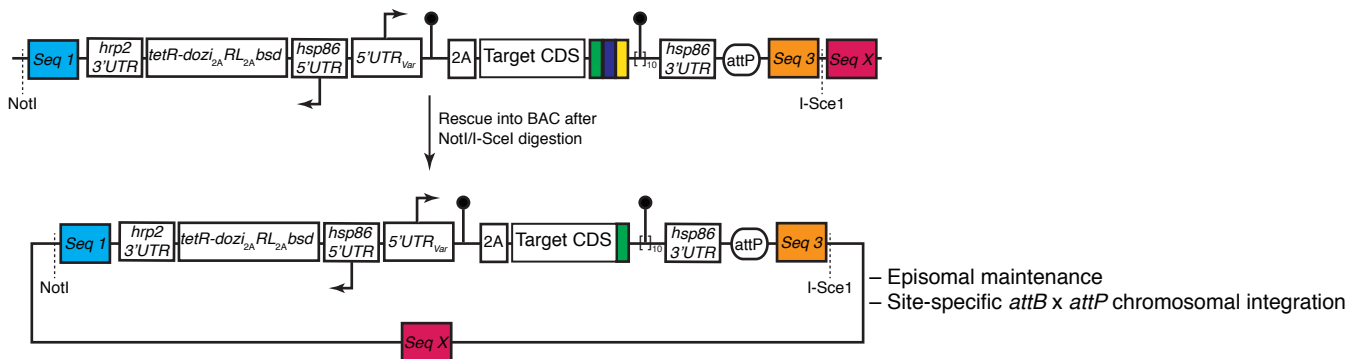 Seq 1
hrp2
3'UTR
tetR-dozi2ARL2Absd
hsp86
5'UTR
5'UTRVar
2A
Target CDS
[ ]10
hsp86
3'UTR
attP
Seq 3
Seq X
NotI
I-Sce1
Rescue into BAC after
NotI/I-SceI digestion
Seq 1
hrp2
3'UTR
tetR-dozi2ARL2Absd
hsp86
5'UTR
5'UTRVar
2A
Target CDS
[ ]10
hsp86
3'UTR
attP
Seq 3
NotI
I-Sce1
– Episomal maintenance
– Site-specific attB x attP chromosomal integration
Seq X